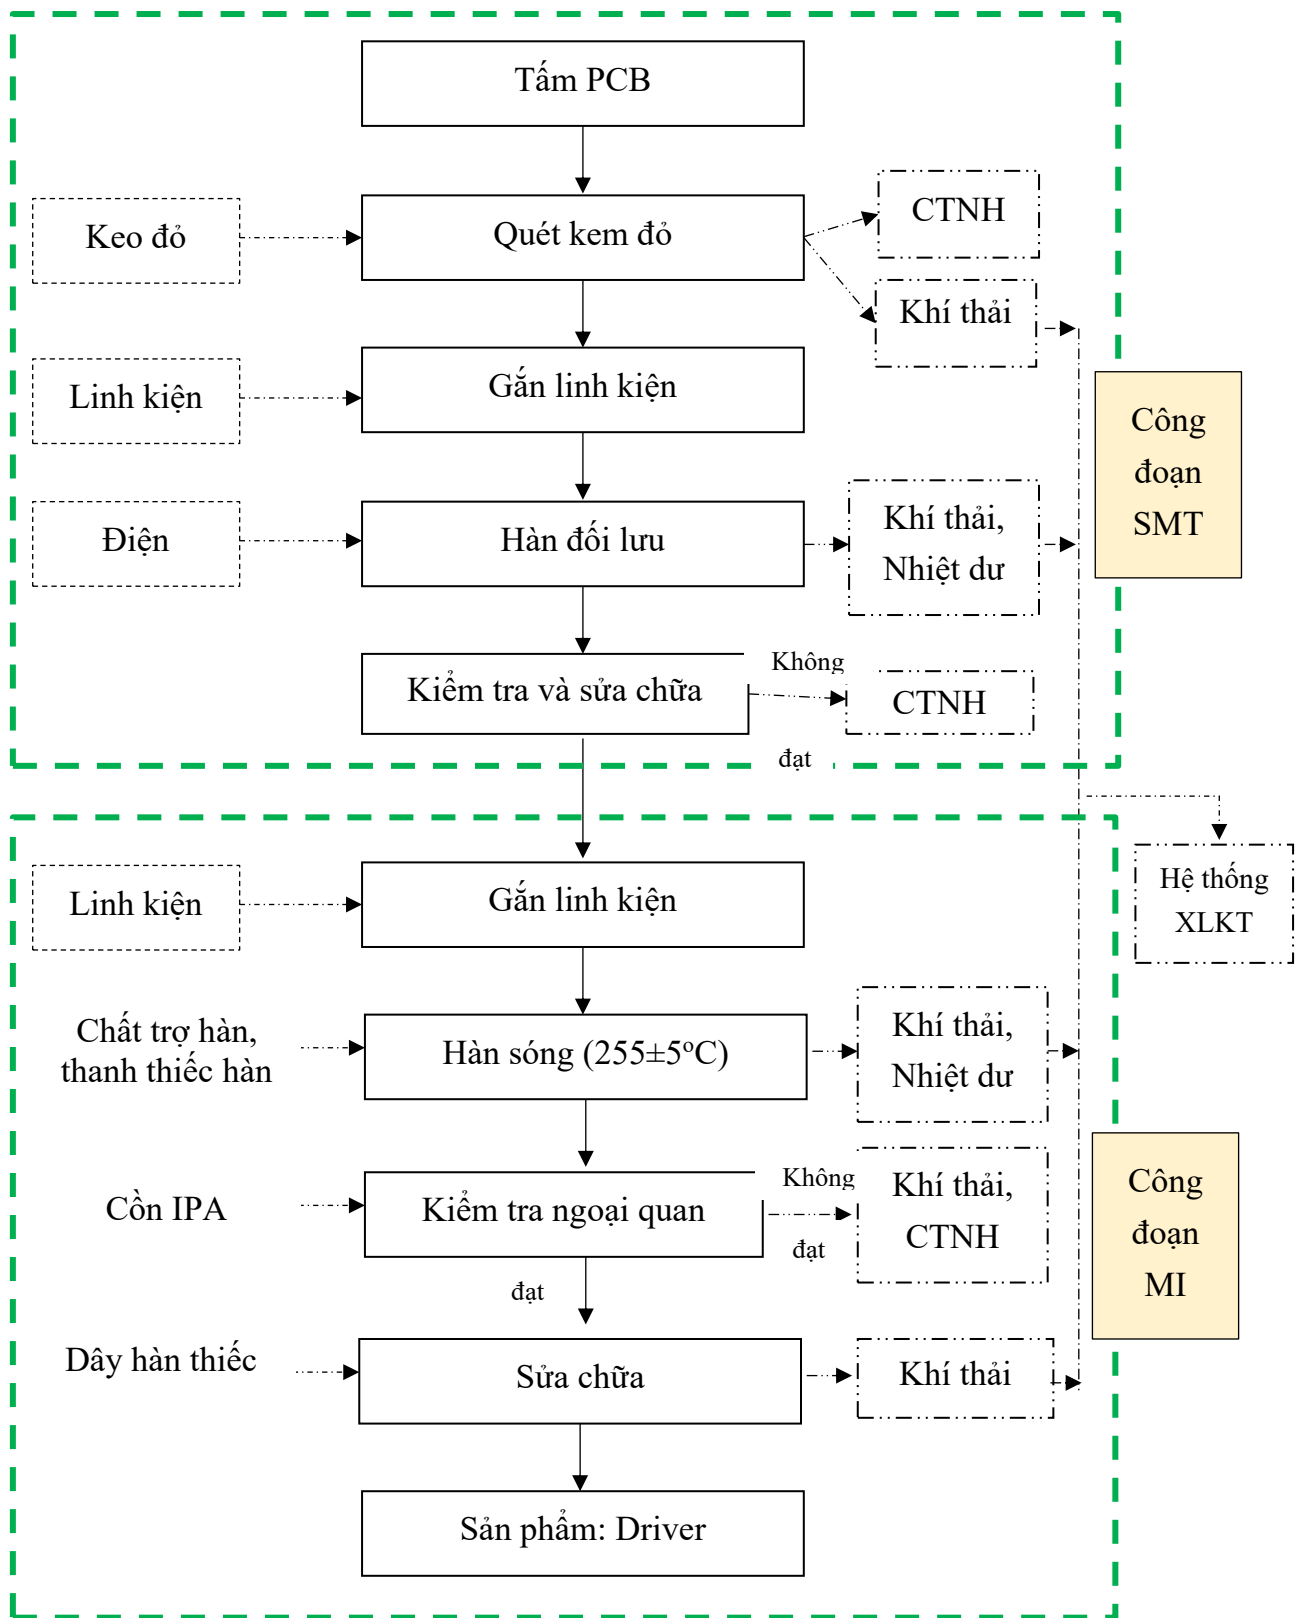 Tấm PCB
Keo đỏ
Quét kem đỏ
CTNH
Khí thải
Linh kiện
Gắn linh kiện
Công
đoạn
SMT
Điện
Hàn đối lưu
Khí thải,
Nhiệt dư
Kiểm tra và sửa chữa
Không
đạt
CTNH
Linh kiện
Gắn linh kiện
Hệ thống
XLKT
Chất trợ hàn,
thanh thiếc hàn
Hàn sóng (255±5ºC)
Khí thải,
Nhiệt dư
Cồn IPA
Kiểm tra ngoại quan
Không
đạt
Khí thải,
CTNH
Công
đoạn
MI
đạt
Dây hàn thiếc
Sửa chữa
Khí thải
Sản phẩm: Driver